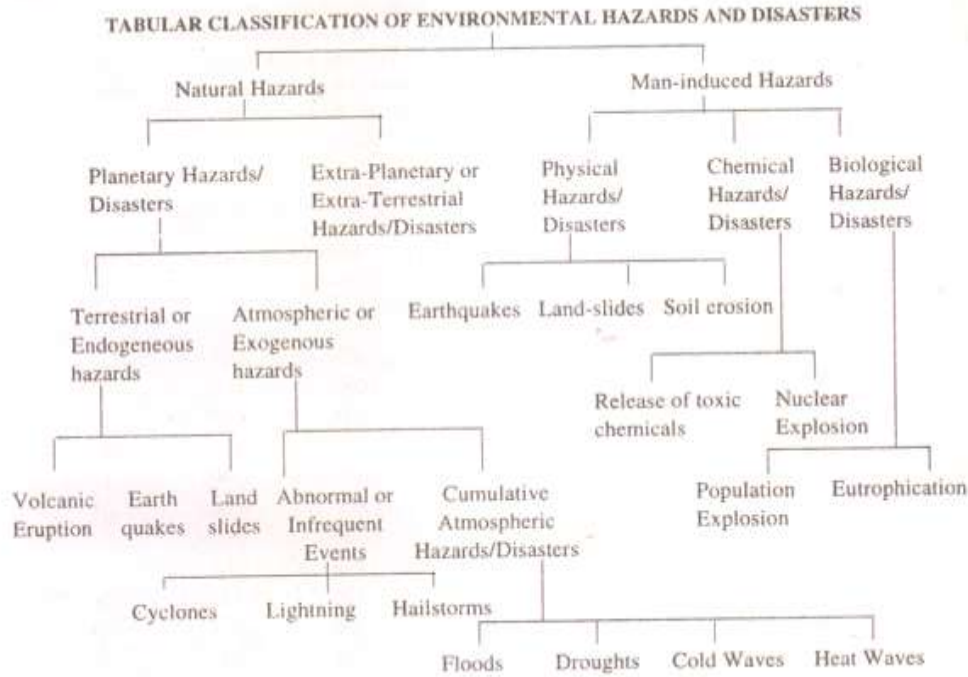 TABULAR CLASSIFICATION OF ENVIRONMENTAL HAZARDS AND DISASTERS
Natural Hazards
Man-induced Hazards
Planetary Hazards/
Disasters
Extra-Planetary or
Extra-Terrestrial
Hazards/Disasters
Physical
Hazards/
Disasters
Chemical
Hazards/
Disasters
Biological
Hazards/
Disasters
Terrestrial or
Endogeneous
hazards
Atmospheric or
Exogenous
hazards
Earthquakes
Land-slides
Soil erosion
Release of toxic
chemicals
Nuclear
Explosion
Volcanic
Eruption
Earth
quakes
Land
slides
Abnormal or
Infrequent
Events
Cumulative
Atmospheric
Hazards/Disasters
Population
Explosion
Eutrophication
Cyclones
Lightning
Hailstorms
Floods
Droughts
Cold Waves
Heat Waves